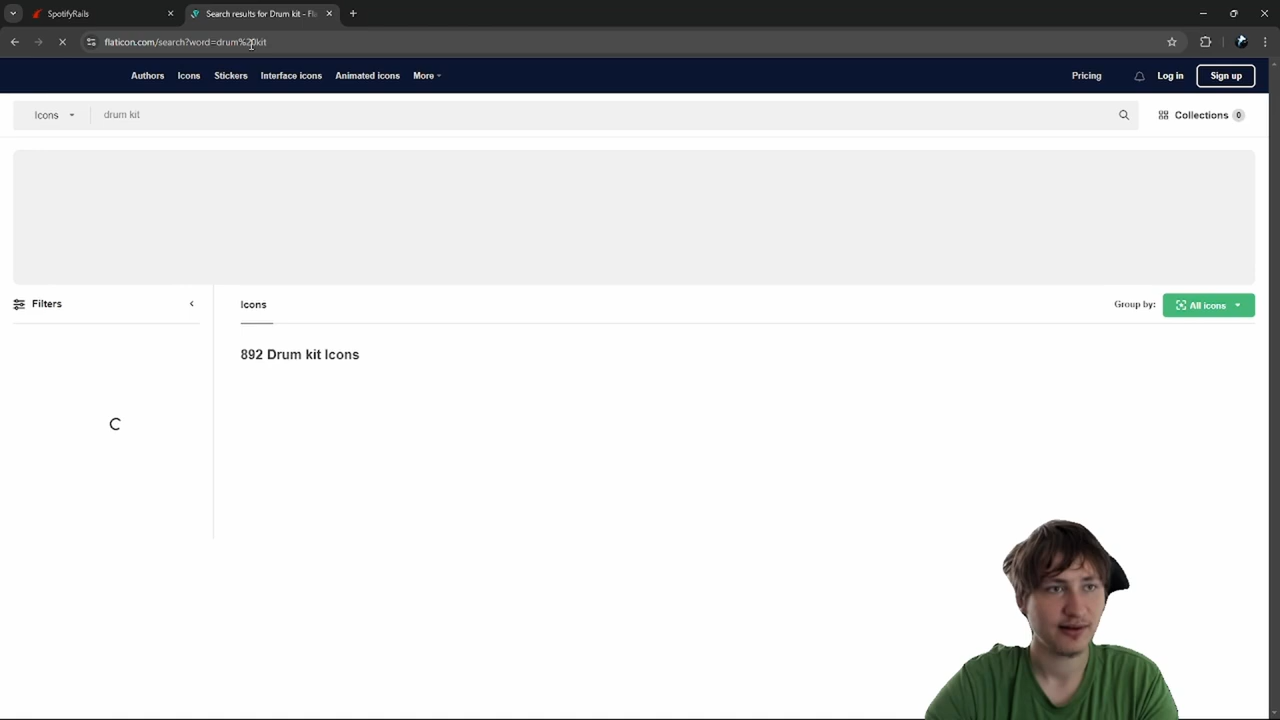 SpotifyRails
Search results for Drum kit - Fla
flaticon.com/search?word=drum%20kit
Authors Icons Stickers Interface icons Animated icons More Pricing Log in Sign up
Icons drum kit Collections 0
Filters Icons Group by: All icons
892 Drum kit Icons